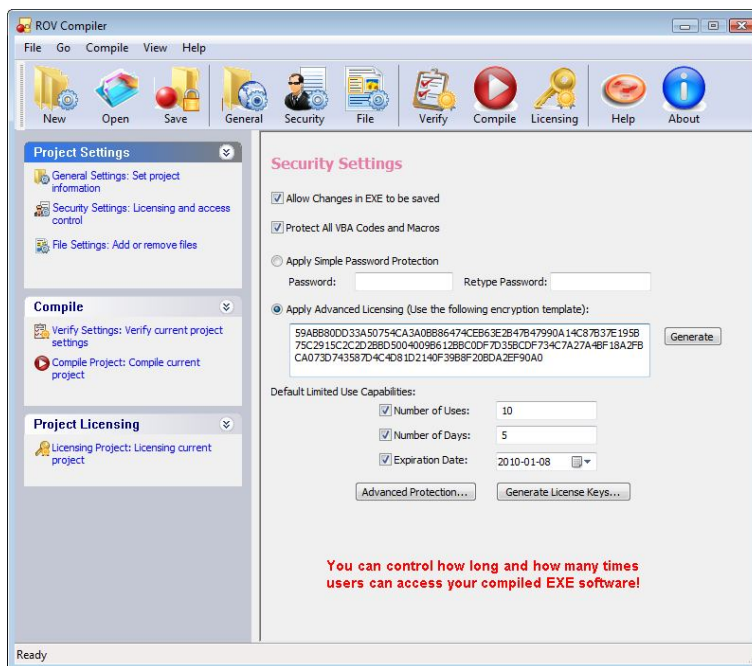 ROV Compiler
File Go Compile View Help
New Open Save General Security File Verify Compile Licensing Help About
Project Settings
General Settings: Set project
information
Security Settings: Licensing and access
control
File Settings: Add or remove files
Compile
Verify Settings: Verify current project
settings
Compile Project: Compile current
project
Project Licensing
Licensing Project: Licensing current
project
Security Settings
Allow Changes in EXE to be saved
Protect All VBA Codes and Macros
Apply Simple Password Protection
Password: Retype Password:
Apply Advanced Licensing (Use the following encryption template):
59ABB80DD33A50754CA3A0BB86474CEB63E2B47B47990A14C87B37E195B
75C2915C2C2D2BBD5004009B612BBC0DF7D35BCDF734C7A27A4BF18A2FB
CA073D743587D4C4D81D2140F39B8F20BDA2EF90A0
Generate
Default Limited Use Capabilities:
Number of Uses: 10
Number of Days: 5
Expiration Date: 2010-01-08
Advanced Protection... Generate License Keys...
You can control how long and how many times
users can access your compiled EXE software!
Ready